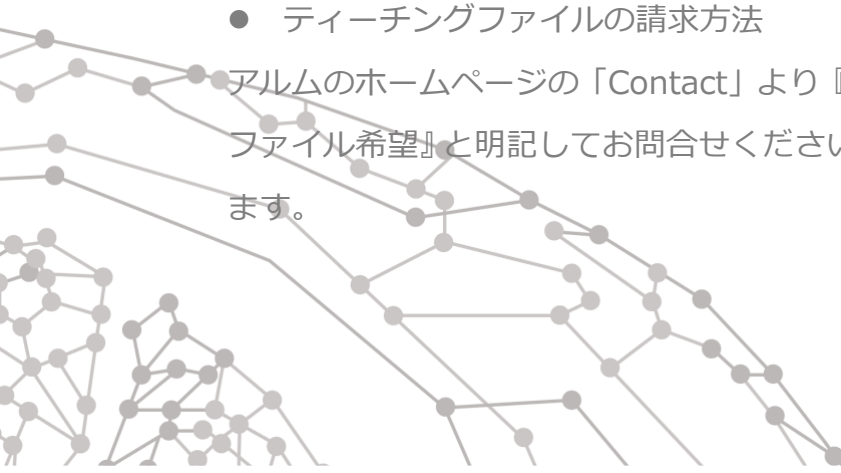 ● ティーチングファイルの請求方法
アルムのホームページの「Contact」より『
ファイル希望』と明記してお問合せください
ます。